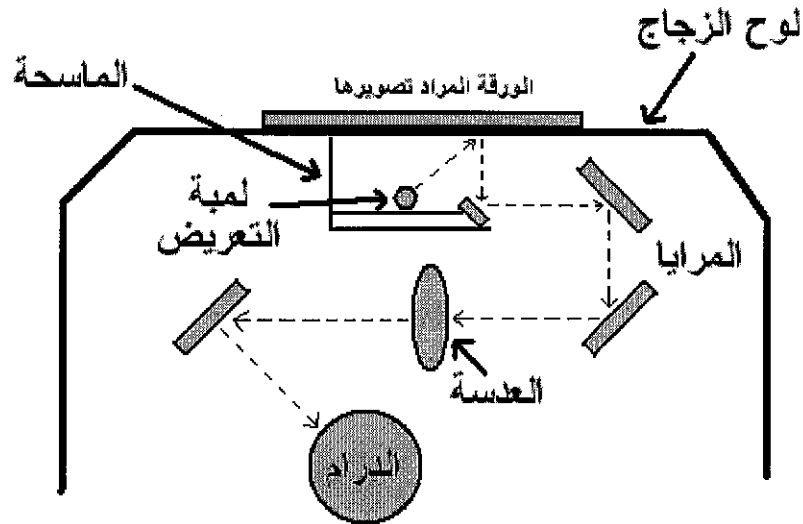 لوح الزجاج
الورقة المراد تصويرها
الماسحة
لمبة
التعريض
المرايا
العدسة
الدرام